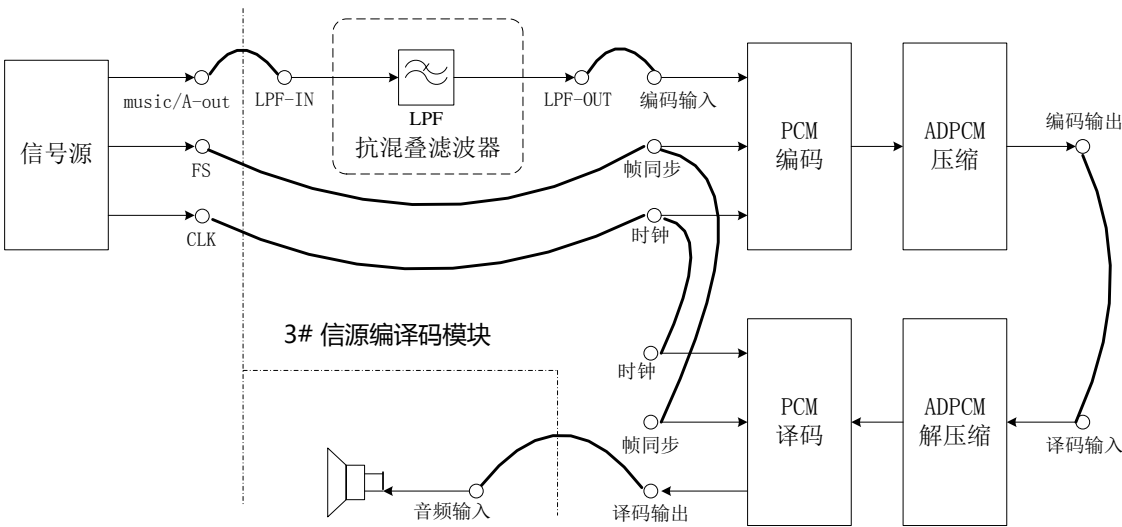 信号源
music/A-out
LPF-IN
LPF
抗混叠滤波器
LPF-OUT
编码输入
FS
帧同步
CLK
时钟
PCM
编码
ADPCM
压缩
编码输出
3# 信源编译码模块
时钟
帧同步
PCM
译码
ADPCM
解压缩
译码输入
音频输入
译码输出